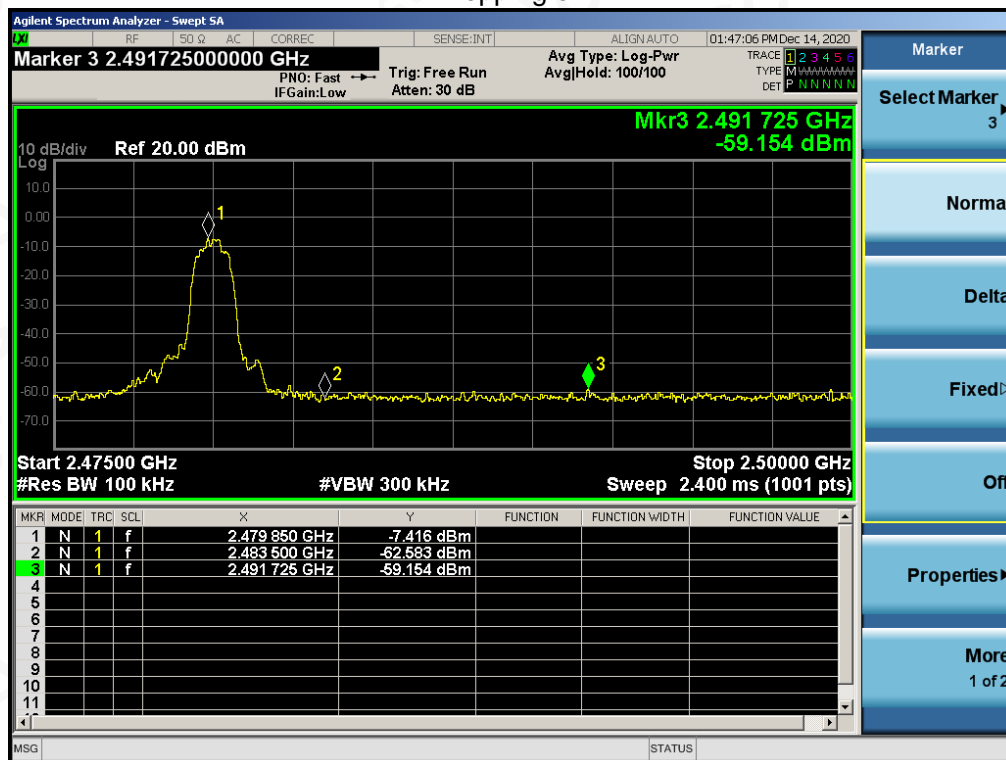 Agilent Spectrum Analyzer - Swept SA
LXI RF 50 Ω AC CORREC SENSE:INT ALIGN AUTO 01:47:06 PM Dec 14, 2020
Marker 3 2.491725000000 GHz
PNO: Fast
IFGain:Low
Trig: Free Run
Atten: 30 dB
Avg Type: Log-Pwr
Avg|Hold: 100/100
TRACE 1 2 3 4 5 6
TYPE M WWWWW
DET P N N N N N
Mkr3 2.491 725 GHz
-59.154 dBm
10 dB/div Ref 20.00 dBm
Log
10.0
0.00
-10.0
-20.0
-30.0
-40.0
-50.0
-60.0
-70.0
1
2
3
Start 2.47500 GHz Stop 2.50000 GHz
#Res BW 100 kHz #VBW 300 kHz Sweep 2.400 ms (1001 pts)
MKR MODE TRC SCL X Y FUNCTION FUNCTION WIDTH FUNCTION VALUE
1 N 1 f 2.479 850 GHz -7.416 dBm
2 N 1 f 2.483 500 GHz -62.583 dBm
3 N 1 f 2.491 725 GHz -59.154 dBm
4
5
6
7
8
9
10
11
MSG STATUS
Marker
Select Marker
3
Norma
Delta
Fixed
Off
Properties
More
1 of 2